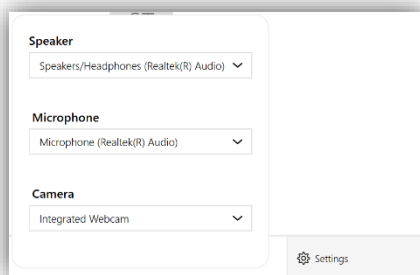 Speaker
Speakers/Headphones (Realtek(R) Audio)
Microphone
Microphone (Realtek(R) Audio)
Camera
Integrated Webcam
Settings